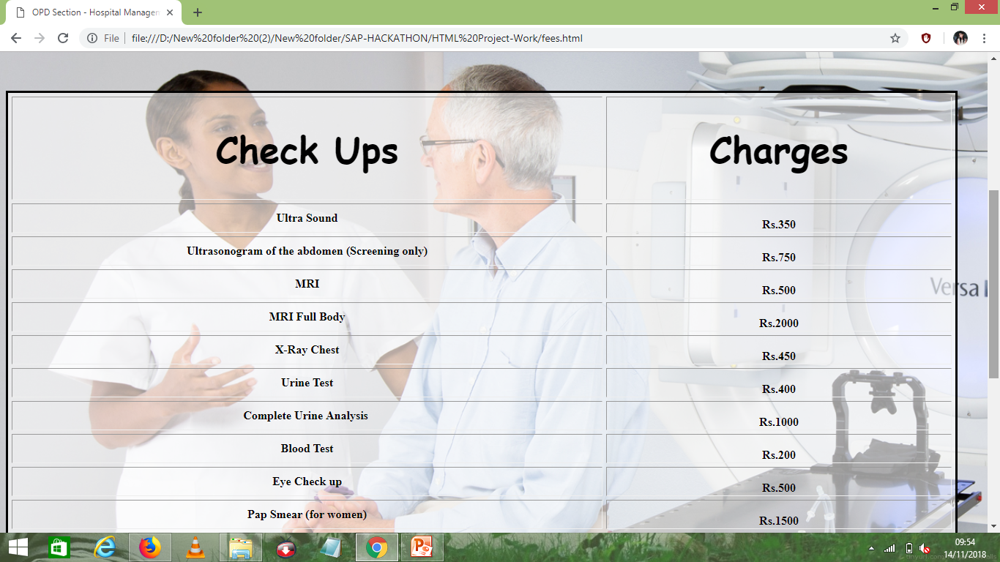 OPD Section - Hospital Managem
File
file:///D:/New%20folder%20(2)/New%20folder/SAP-HACKATHON/HTML%20Project-Work/fees.html
Check Ups Charges
Ultra Sound Rs.350
Ultrasonogram of the abdomen (Screening only) Rs.750
MRI Rs.500
MRI Full Body Rs.2000
X-Ray Chest Rs.450
Urine Test Rs.400
Complete Urine Analysis Rs.1000
Blood Test Rs.200
Eye Check up Rs.500
Pap Smear (for women) Rs.1500
Versa
09:54
14/11/2018